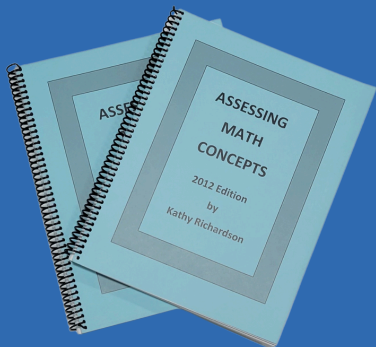 ASSESSING
MATH
CONCEPTS
2012 Edition
by
Kathy Richardson
ASSE